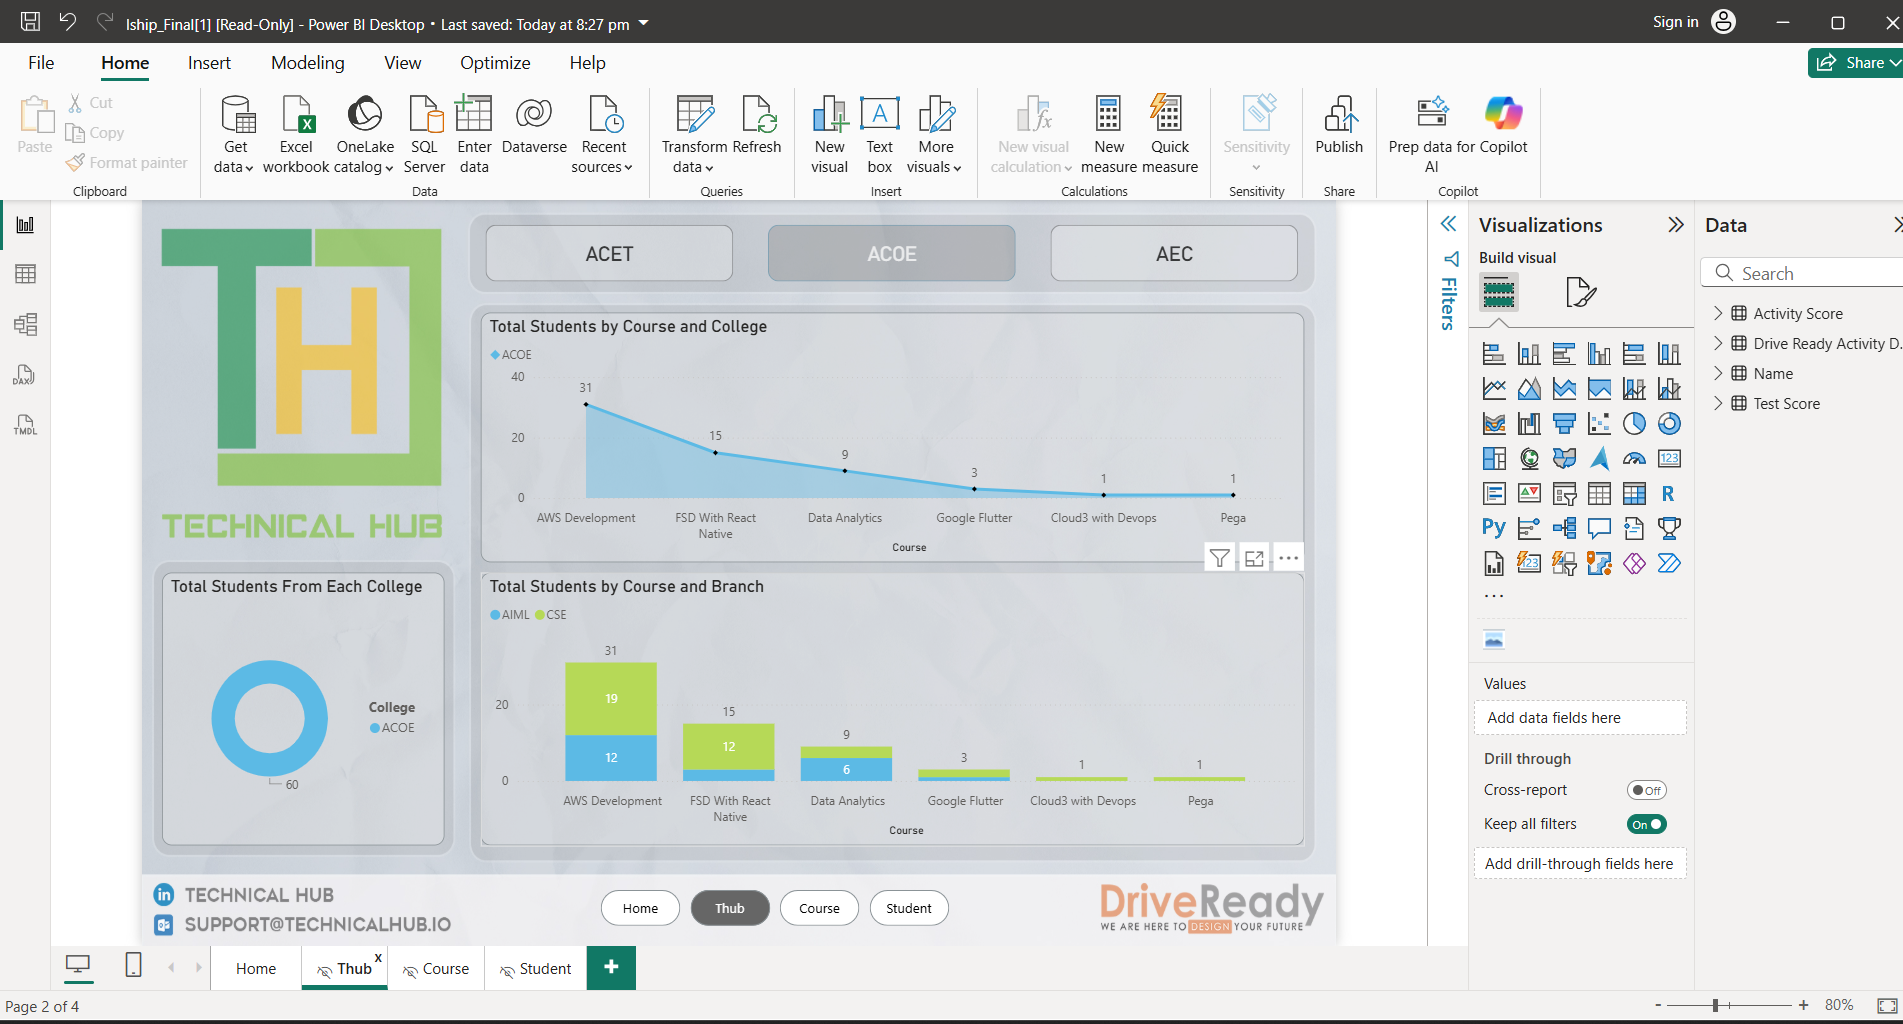 Iship_Final[1] [Read-Only] - Power BI Desktop • Last saved: Today at 8:27 pm
Sign in
File Home Insert Modeling View Optimize Help
Share
Paste
Cut
Copy
Format painter
Clipboard
Get data
Excel workbook
OneLake catalog
SQL Server
Enter data
Dataverse
Recent sources
Data
Transform data
Refresh
Queries
New visual
Text box
More visuals
Insert
New visual calculation
New measure
Quick measure
Calculations
Sensitivity
Sensitivity
Publish
Share
Prep data for AI
Copilot
Copilot
DAX
TMDL
TH
TECHNICAL HUB
ACET
ACOE
AEC
Total Students by Course and College
ACOE
40
20
0
31
15
9
3
1
1
AWS Development
FSD With React Native
Data Analytics
Google Flutter
Cloud3 with Devops
Pega
Course
Total Students From Each College
College
ACOE
60
Total Students by Course and Branch
AIML CSE
20
0
31
19
12
15
12
9
6
3
1
1
AWS Development
FSD With React Native
Data Analytics
Google Flutter
Cloud3 with Devops
Pega
Course
in TECHNICAL HUB
SUPPORT@TECHNICALHUB.IO
Home
Thub
Course
Student
DriveReady
WE ARE HERE TO DESIGN YOUR FUTURE
Filters
Visualizations
Build visual
123
R
Py
123
...
Values
Add data fields here
Drill through
Cross-report
Off
Keep all filters
On
Add drill-through fields here
Data
Search
Activity Score
Drive Ready Activity D...
Name
Test Score
Home
Thub
X
Course
Student
+
Page 2 of 4
- + 80%